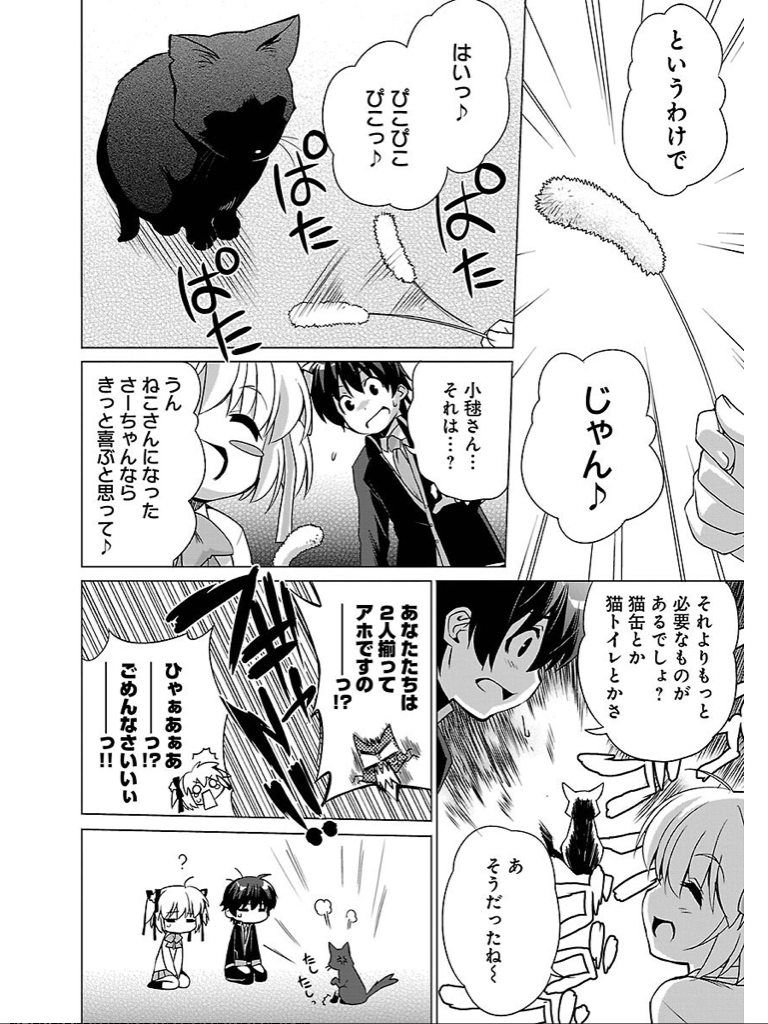 というわけで
じゃん♪
はいっ♪
ぴこぴこ
ぴこっ♪
ぱた
ぱた
ぱた
小毬さん…
それは…?
うん
ねこさんになった
さーちゃんなら
きっと喜ぶと思って♪
それよりもっと
必要なものが
あるでしょ?
猫缶とか
猫トイレとかさ
あ
そうだったね〜
あなたたちは
2人揃って
アホですの
――っ!?
キシャー!!
ひゃぁあぁあ
――っ!?
ごめんなさいいぃ
――っ!!
?
たし
たしっ